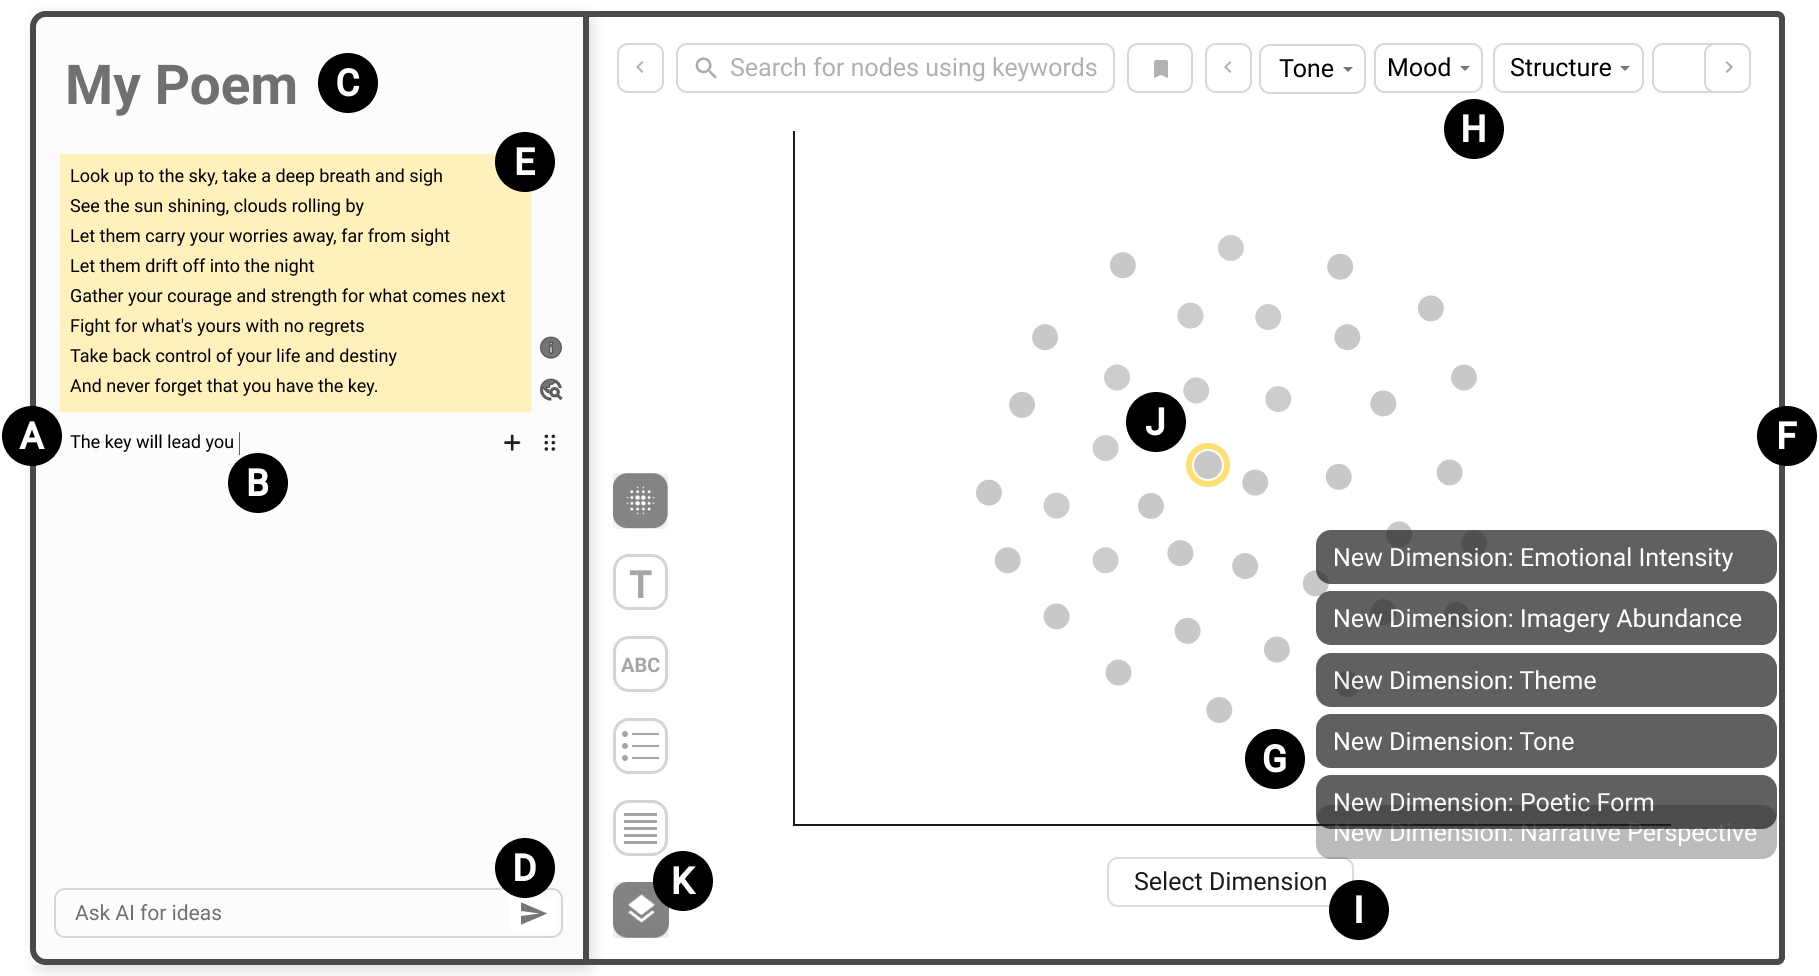 My Poem
C
E
Look up to the sky, take a deep breath and sigh
See the sun shining, clouds rolling by
Let them carry your worries away, far from sight
Let them drift off into the night
Gather your courage and strength for what comes next
Fight for what's yours with no regrets
Take back control of your life and destiny
And never forget that you have the key.
A
The key will lead you
B
D
Ask AI for ideas
Search for nodes using keywords
Tone
Mood
Structure
H
J
F
T
ABC
K
New Dimension: Emotional Intensity
New Dimension: Imagery Abundance
New Dimension: Theme
New Dimension: Tone
G
New Dimension: Poetic Form
New Dimension: Narrative Perspective
Select Dimension
I